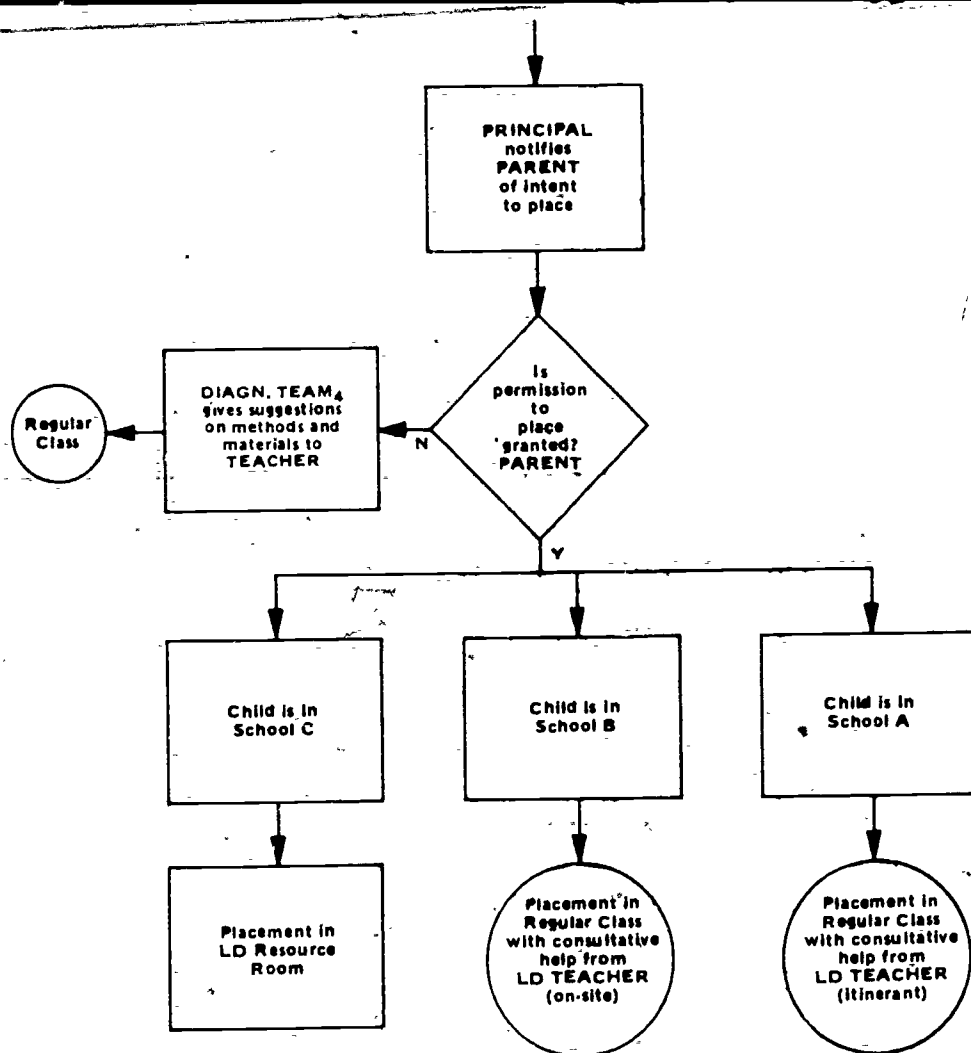 PRINCIPAL
notifies
PARENT
of intent
to place
Is
permission
to
place
granted?
PARENT
N
Y
DIAGN. TEAM4
gives suggestions
on methods and
materials to
TEACHER
Regular
Class
Child is in
School C
Child is in
School B
Child is in
School A
Placement in
LD Resource
Room
Placement in
Regular Class
with consultative
help from
LD TEACHER
(on-site)
Placement in
Regular Class
with consultative
help from
LD TEACHER
(itinerant)